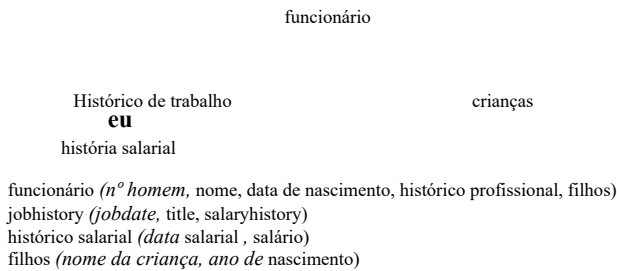 funcionário
Histórico de trabalho crianças
eu
história salarial
funcionário (nº homem, nome, data de nascimento, histórico profissional, filhos)
jobhistory (jobdate, title, salaryhistory)
histórico salarial (data salarial , salário)
filhos (nome da criança, ano de nascimento)